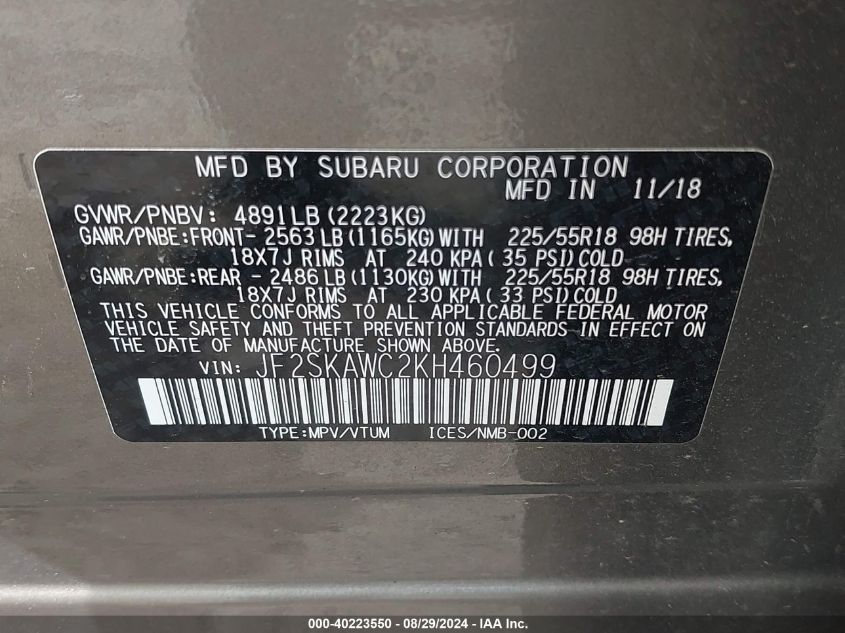 MFD BY SUBARU CORPORATION
MFD IN 11/18
GVWR/PNBV: 4891LB(2223KG)
GAWR/PNBE:FRONT- 2563LB(1165KG)WITH 225/55R18 98H TIRES,
18X7J RIMS AT 240 KPA( 35 PSI)COLD
GAWR/PNBE:REAR - 2486LB(1130KG)WITH 225/55R18 98H TIRES,
18X7J RIMS AT 230 KPA( 33 PSI)COLD
THIS VEHICLE CONFORMS TO ALL APPLICABLE FEDERAL MOTOR
VEHICLE SAFETY AND THEFT PREVENTION STANDARDS IN EFFECT ON
THE DATE OF MANUFACTURE SHOWN ABOVE.
VIN: JF2SKAWC2KH460499
TYPE:MPV/VTUM ICES/NMB-002
000-40223550 - 08/29/2024 - IAA Inc.